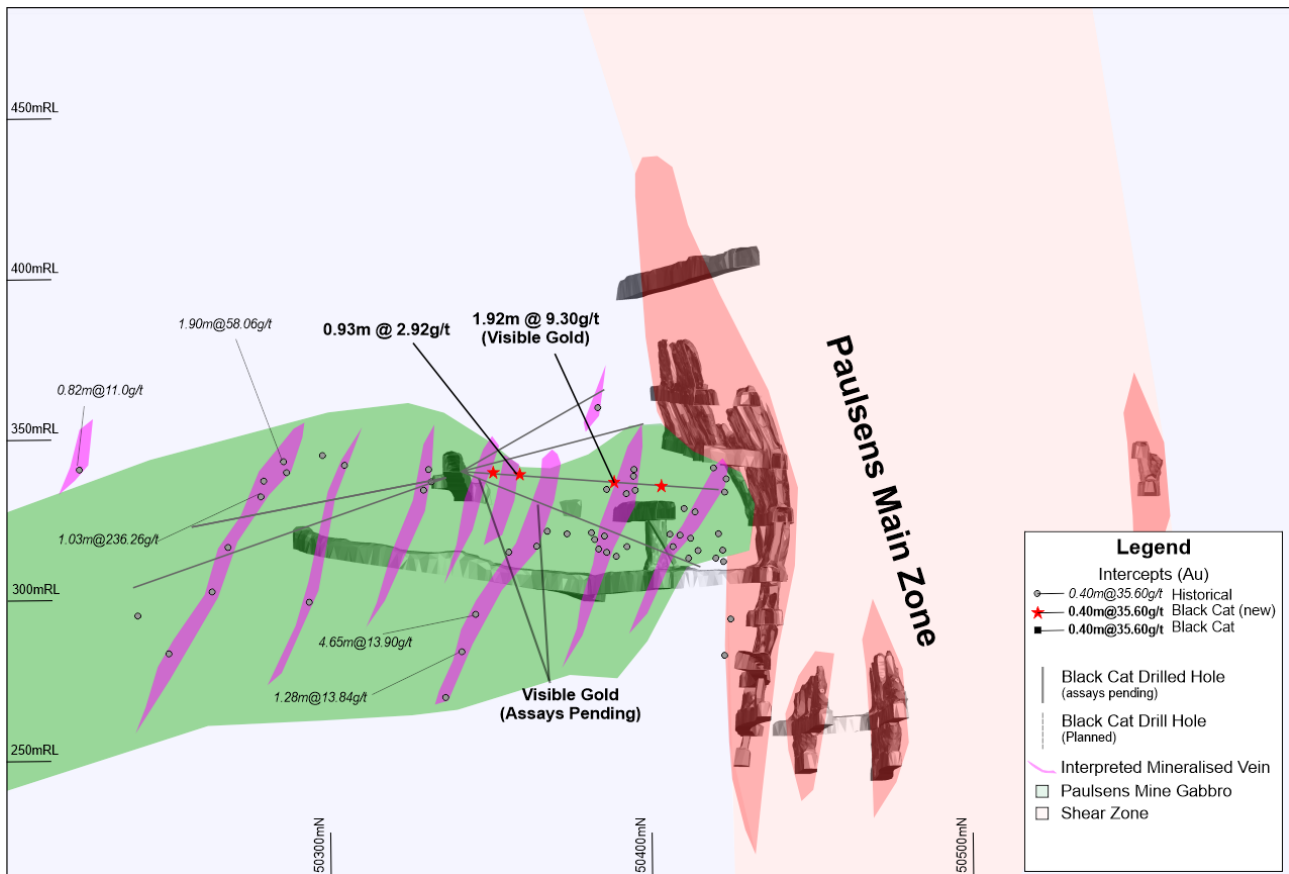 450mRL
400mRL
350mRL
300mRL
250mRL
1.90m@58.06g/t
0.93m @ 2.92g/t
1.92m @ 9.30g/t
(Visible Gold)
0.82m@11.0g/t
1.03m@236.26g/t
4.65m@13.90g/t
1.28m@13.84g/t
Visible Gold
(Assays Pending)
Paulsens Main Zone
50300mN
50400mN
50500mN
Legend
Intercepts (Au)
0.40m@35.60g/t Historical
0.40m@35.60g/t Black Cat (new)
0.40m@35.60g/t Black Cat
Black Cat Drilled Hole
(assays pending)
Black Cat Drill Hole
(Planned)
Interpreted Mineralised Vein
Paulsens Mine Gabbro
Shear Zone